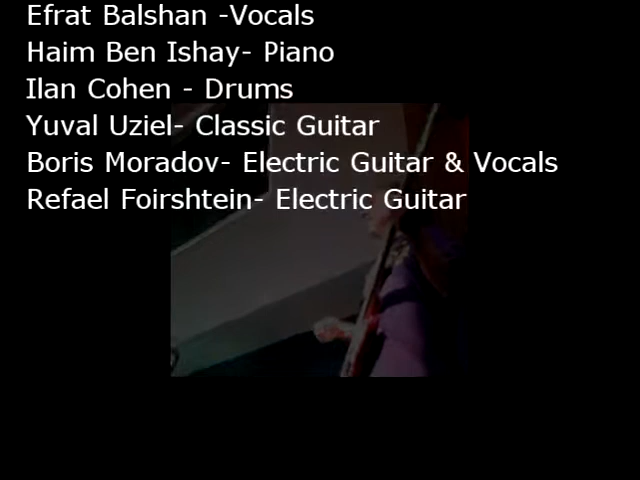 Efrat Balshan -Vocals
Haim Ben Ishay- Piano
Ilan Cohen - Drums
Yuval Uziel- Classic Guitar
Boris Moradov- Electric Guitar & Vocals
Refael Foirshtein- Electric Guitar